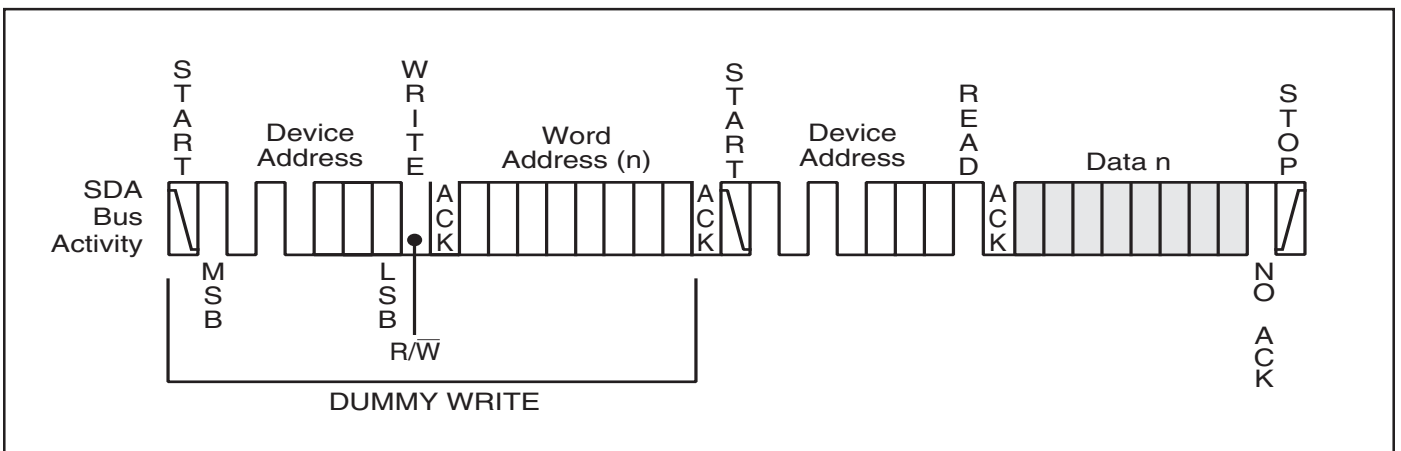 START
Device
Address
WRITE
ACK
Word
Address (n)
ACK
START
Device
Address
READ
ACK
Data n
STOP
SDA
Bus
Activity
MSB
LSB
R/W̅
NO ACK
DUMMY WRITE